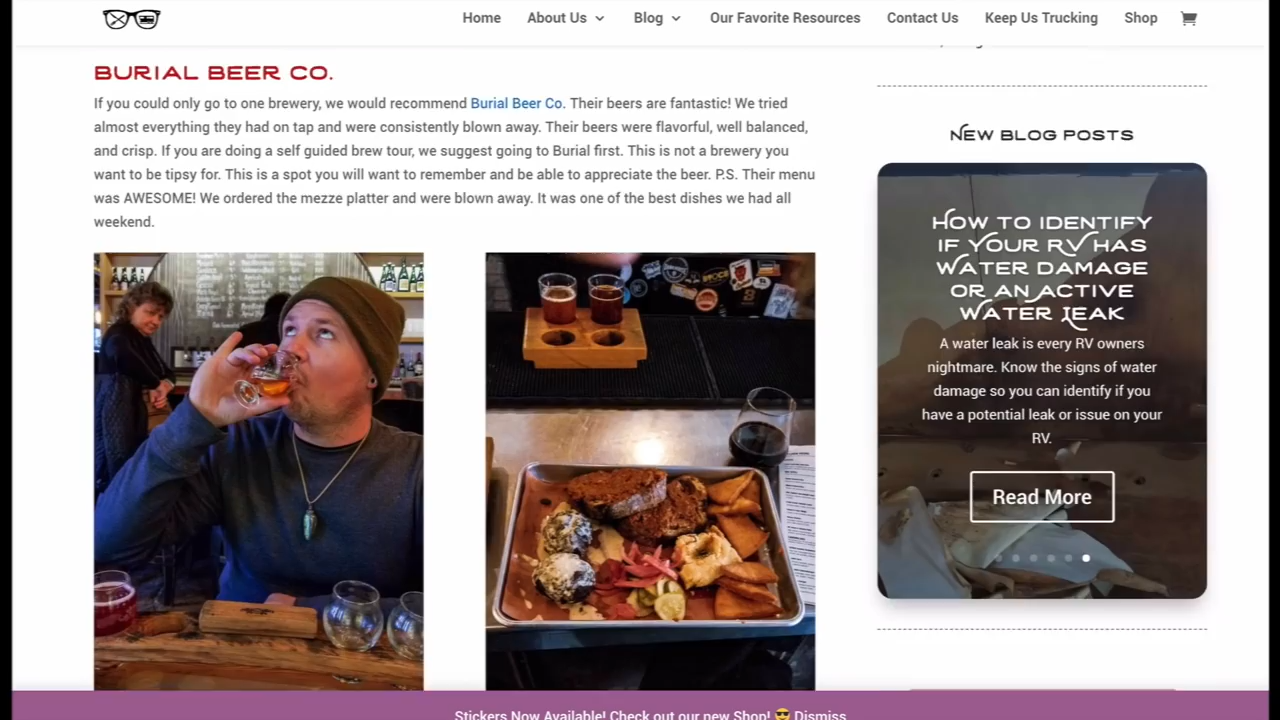 Home About Us Blog Our Favorite Resources Contact Us Keep Us Trucking Shop
BURIAL BEER CO.
If you could only go to one brewery, we would recommend Burial Beer Co. Their beers are fantastic! We tried
almost everything they had on tap and were consistently blown away. Their beers were flavorful, well balanced,
and crisp. If you are doing a self guided brew tour, we suggest going to Burial first. This is not a brewery you
want to be tipsy for. This is a spot you will want to remember and be able to appreciate the beer. P.S. Their menu
was AWESOME! We ordered the mezze platter and were blown away. It was one of the best dishes we had all
weekend.
NEW BLOG POSTS
HOW TO IDENTIFY
IF YOUR RV HAS
WATER DAMAGE
OR AN ACTIVE
WATER LEAK
A water leak is every RV owners
nightmare. Know the signs of water
damage so you can identify if you
have a potential leak or issue on your
RV.
Read More
Stickers Now Available! Check out our new Shop! 😎 Dismiss